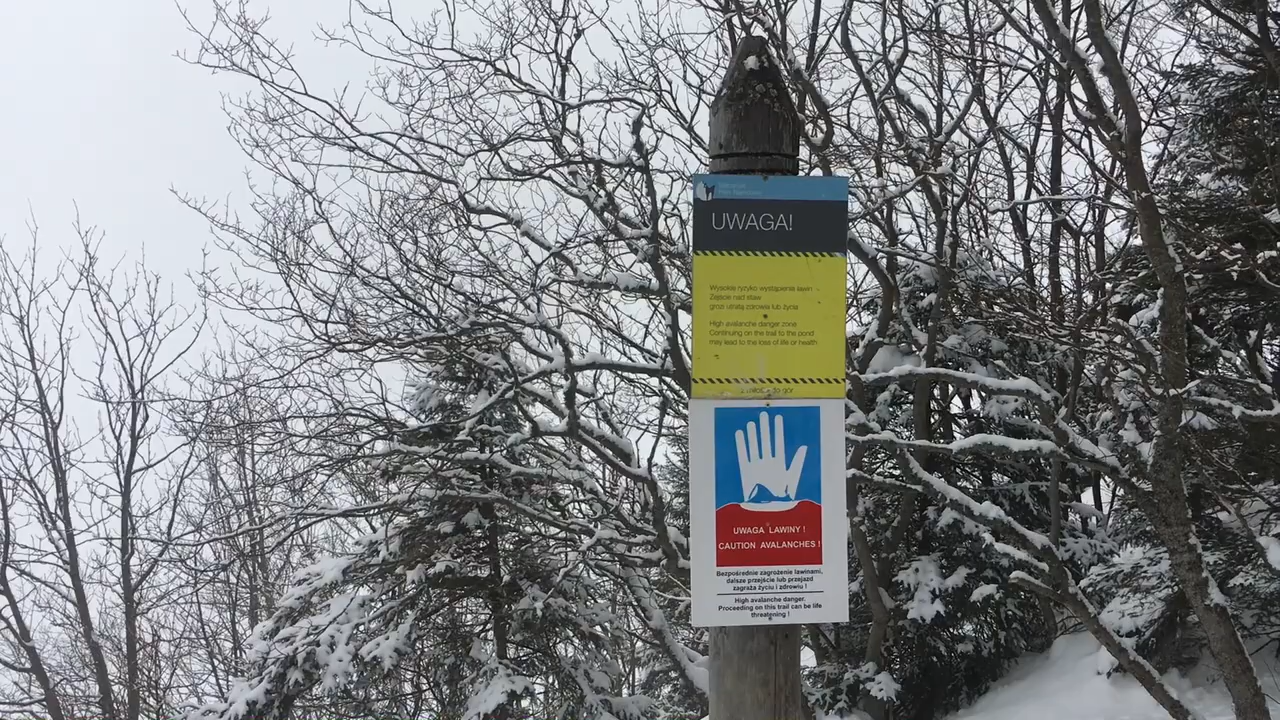 UWAGA!
Wysokie ryzyko wystąpienia lawin
Zejście nad staw
grozi utratą zdrowia lub życia
High avalanche danger zone
Continuing on the trail to the pond
may lead to the loss of life or health
UWAGA LAWINY !
CAUTION AVALANCHES !
Bezpośrednie zagrożenie lawinami,
dalsze przejście lub przejazd
zagraża życiu i zdrowiu !
High avalanche danger.
Proceeding on this trail can be life
threatening !